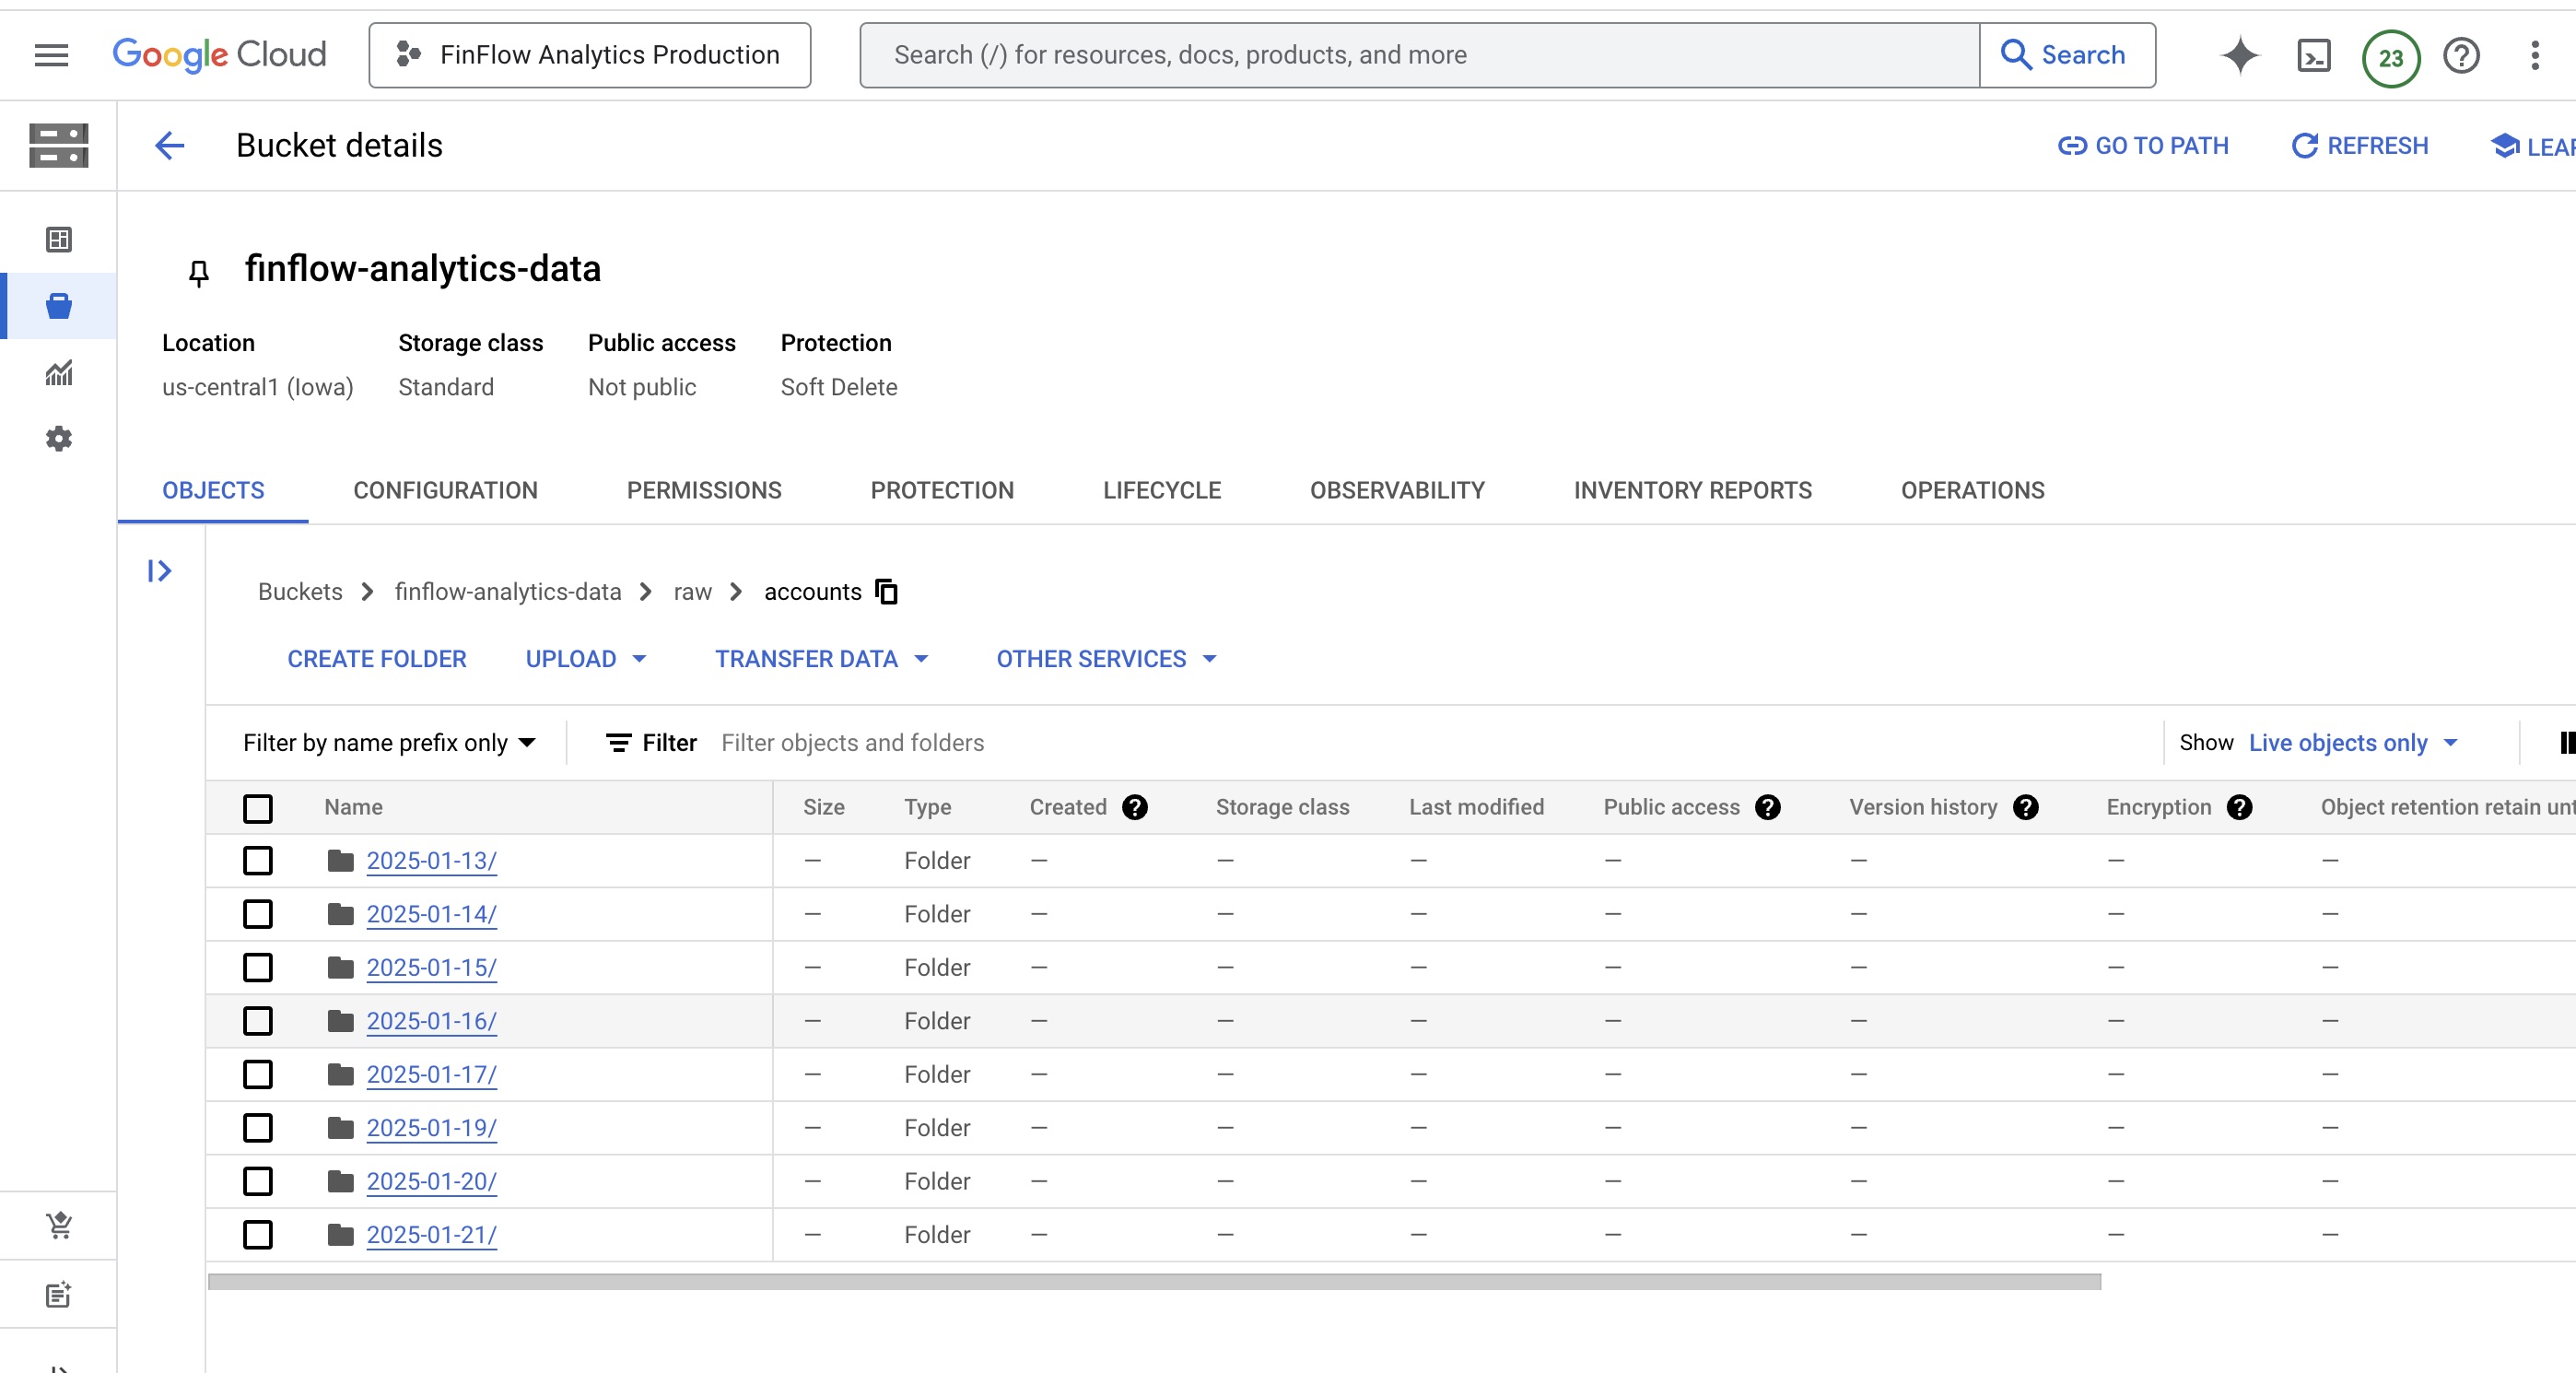 Google Cloud FinFlow Analytics Production Search (/) for resources, docs, products, and more Search 23
Bucket details GO TO PATH REFRESH LEAR
finflow-analytics-data
Location Storage class Public access Protection
us-central1 (Iowa) Standard Not public Soft Delete
OBJECTS CONFIGURATION PERMISSIONS PROTECTION LIFECYCLE OBSERVABILITY INVENTORY REPORTS OPERATIONS
Buckets finflow-analytics-data raw accounts
CREATE FOLDER UPLOAD TRANSFER DATA OTHER SERVICES
Filter by name prefix only Filter Filter objects and folders Show Live objects only
Name Size Type Created Storage class Last modified Public access Version history Encryption Object retention retain unt
2025-01-13/ — Folder — — — — — — —
2025-01-14/ — Folder — — — — — — —
2025-01-15/ — Folder — — — — — — —
2025-01-16/ — Folder — — — — — — —
2025-01-17/ — Folder — — — — — — —
2025-01-19/ — Folder — — — — — — —
2025-01-20/ — Folder — — — — — — —
2025-01-21/ — Folder — — — — — — —